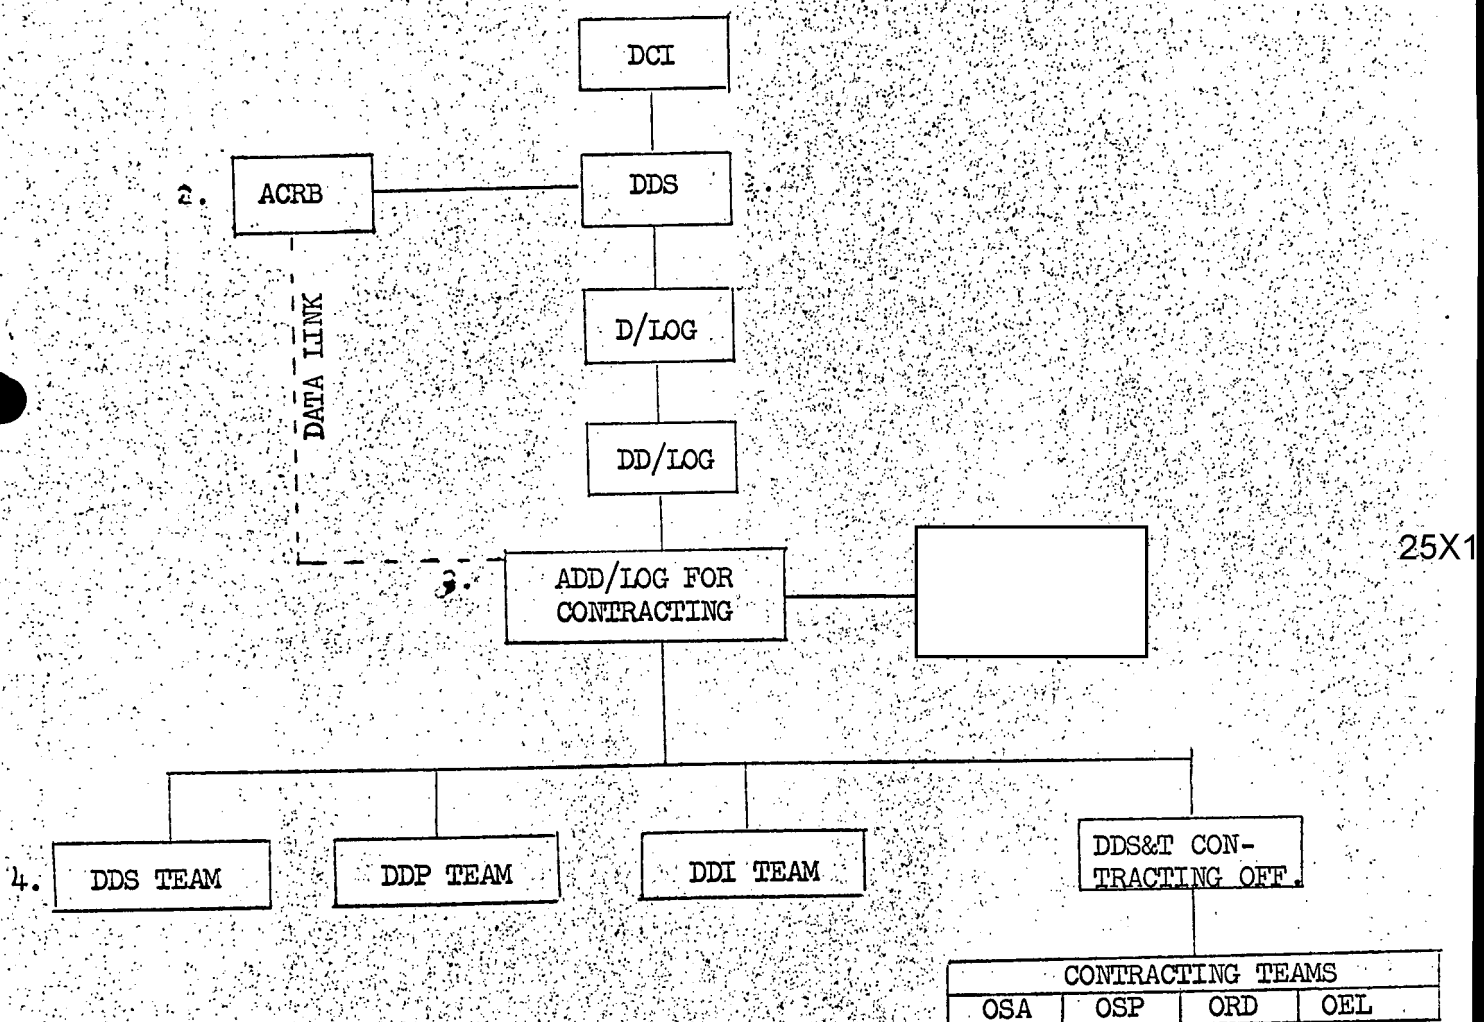 DCI
2. ACRB
DDS
DATA LINK
D/LOG
DD/LOG
25X1
3.
ADD/LOG FOR
CONTRACTING
4. DDS TEAM
DDP TEAM
DDI TEAM
DDS&T CON-
TRACTING OFF.
CONTRACTING TEAMS
OSA OSP ORD OEL